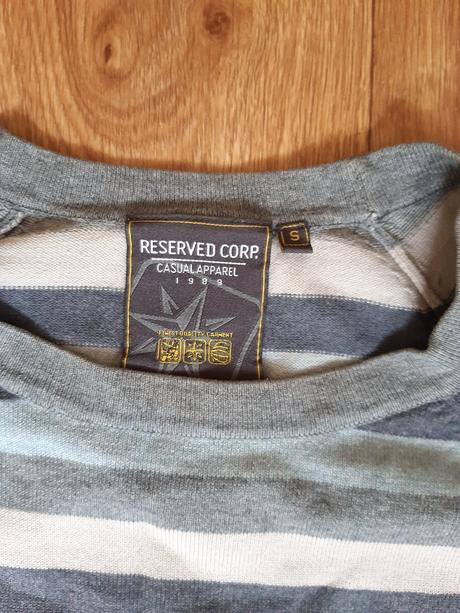 RESERVED CORP.
CASUAL APPAREL
1989
FINEST QUALITY GARMENT
S